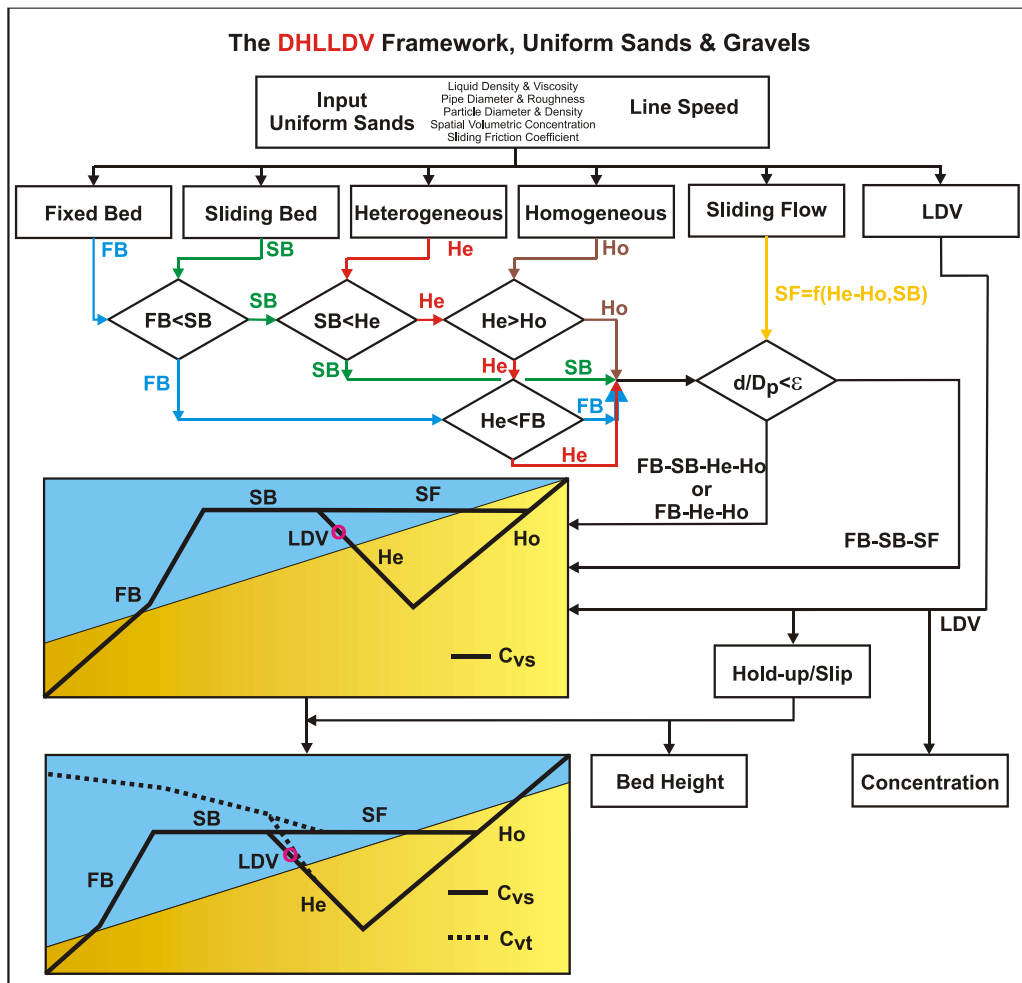 The DHLLDV Framework, Uniform Sands & Gravels
Input
Uniform Sands
Liquid Density & Viscosity
Pipe Diameter & Roughness
Particle Diameter & Density
Spatial Volumetric Concentration
Sliding Friction Coefficient
Line Speed
Fixed Bed
Sliding Bed
Heterogeneous
Homogeneous
Sliding Flow
LDV
FB
SB
He
Ho
SF=f(He-Ho,SB)
FB<SB
SB
SB<He
He
He>Ho
Ho
FB
SB
He
SB
d/Dp<ε
He<FB
FB
He
FB-SB-He-Ho
or
FB-He-Ho
FB-SB-SF
SB
SF
LDV
He
Ho
FB
Cvs
LDV
Hold-up/Slip
Bed Height
Concentration
SB
SF
Ho
LDV
FB
He
Cvs
Cvt